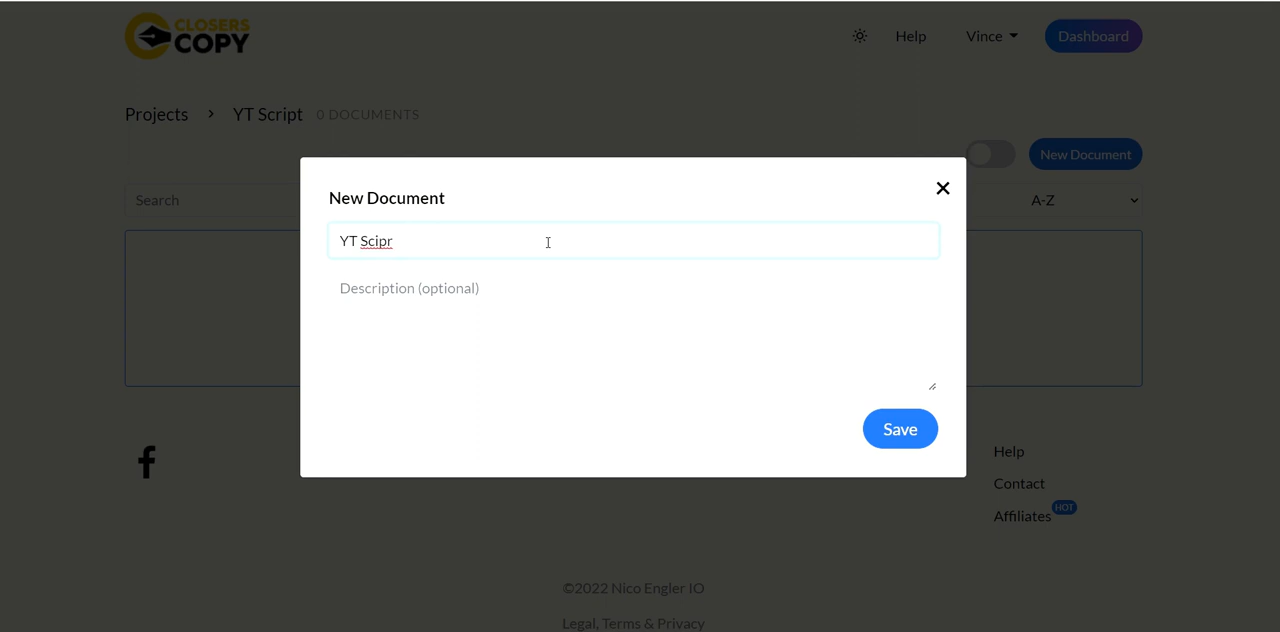 CLOSERS
COPY
Help
Vince
Dashboard
Projects > YT Script 0 DOCUMENTS
New Document
Search
A-Z
New Document
YT Scipr
Description (optional)
Save
Help
Contact
Affiliates HOT
©2022 Nico Engler IO
Legal, Terms & Privacy